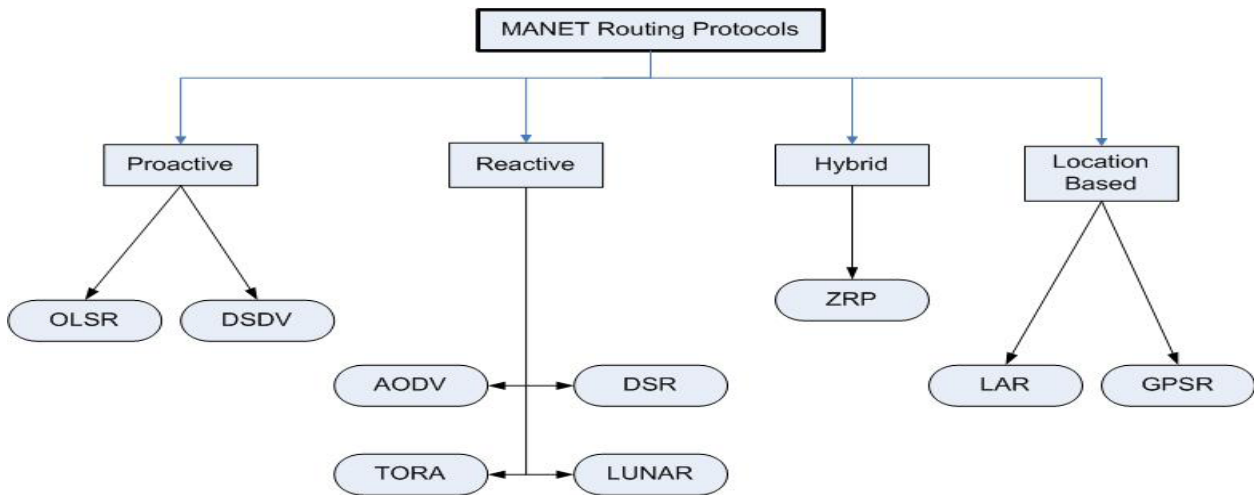 MANET Routing Protocols
Proactive
Reactive
Hybrid
Location
Based
OLSR
DSDV
ZRP
AODV
DSR
LAR
GPSR
TORA
LUNAR